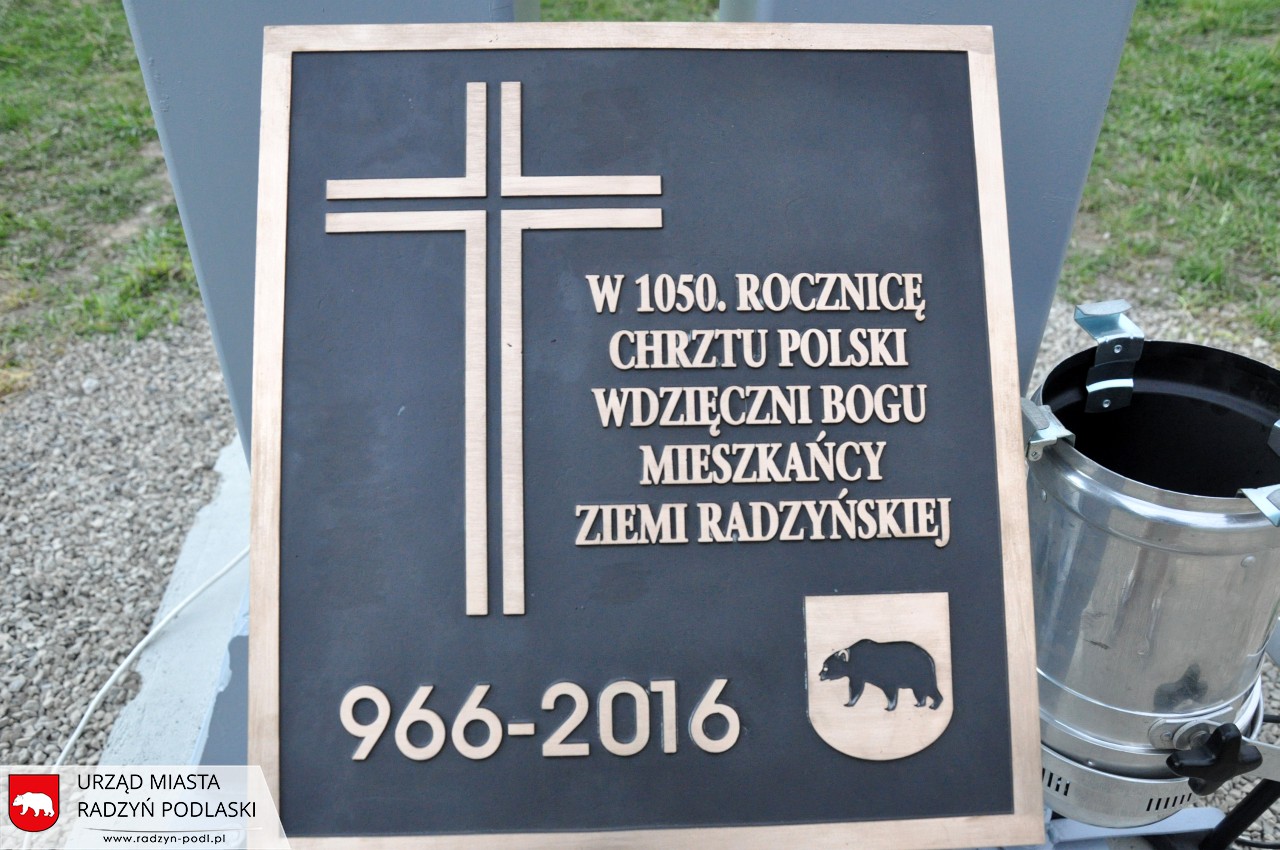 W 1050. ROCZNICĘ
CHRZTU POLSKI
WDZIĘCZNI BOGU
MIESZKAŃCY
ZIEMI RADZYŃSKIEJ
966-2016
URZĄD MIASTA
RADZYŃ PODLASKI
www.radzyn-podl.pl